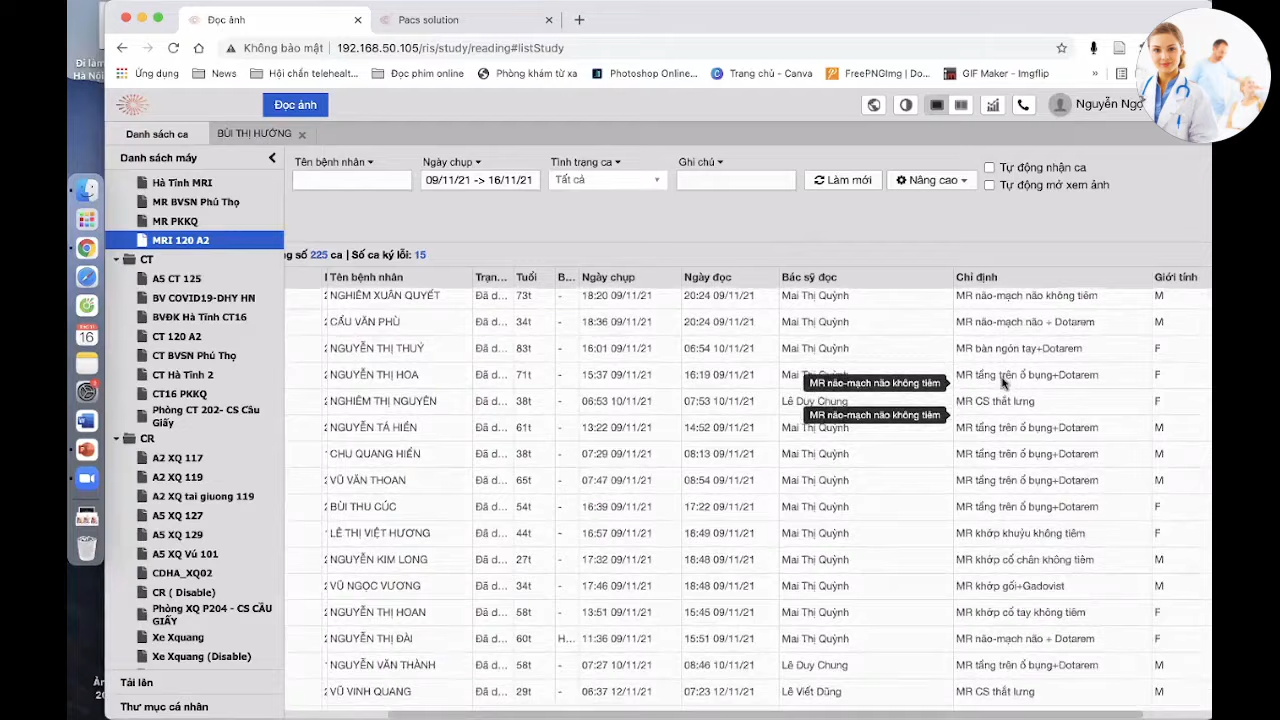 Đọc ảnh
Pacs solution
Không bảo mật | 192.168.50.105/ris/study/reading#listStudy
Ứng dụng News Hội chẩn telehealt... Đọc phim online Phòng khám từ xa Photoshop Online... Trang chủ - Canva FreePNGImg | Do... GIF Maker - Imgflip »
Đọc ảnh
Danh sách ca BÙI THỊ HƯỜNG
Danh sách máy
Hà Tĩnh MRI
MR BVSN Phú Thọ
MR PKKQ
MRI 120 A2
CT
AS CT 125
BV COVID19-DHY HN
BVĐK Hà Tĩnh CT16
CT 120 A2
CT BVSN Phú Thọ
CT Hà Tĩnh 2
CT16 PKKQ
Phòng CT 202- CS Cầu
Giấy
CR
A2 XQ 117
A2 XQ 119
A2 XQ tai giuong 119
A5 XQ 127
A5 XQ 129
A5 XQ Vú 101
CDHA_XQ02
CR ( Disable)
Phòng XQ P204 - CS CẦU
GIẤY
Xe Xquang
Xe Xquang (Disable)
Tải lên
Thư mục cá nhân
Tên bệnh nhân Ngày chụp Tình trạng ca Ghi chú
09/11/21 -> 16/11/21 Tất cả Làm mới Nâng cao
Tự động nhận ca
Tự động mở xem ảnh
số 225 ca | Số ca ký lỗi: 15
Tên bệnh nhân Trạn... Tuổi B... Ngày chụp Ngày đọc Bác sỹ đọc Chỉ định Giới tính
NGHIÊM XUÂN QUYẾT Đã d... 73t - 18:20 09/11/21 20:24 09/11/21 Mai Thị Quỳnh MR não-mạch não không tiêm M
CẤU VĂN PHÙ Đã d... 34t - 18:36 09/11/21 20:24 09/11/21 Mai Thị Quỳnh MR não-mạch não + Dotarem M
NGUYỄN THỊ THUÝ Đã d... 83t - 16:01 09/11/21 06:54 10/11/21 Mai Thị Quỳnh MR bàn ngón tay+Dotarem F
NGUYỄN THỊ HOA Đã d... 71t - 15:37 09/11/21 16:19 09/11/21 Mai Thị Quỳnh MR tầng trên ổ bụng+Dotarem F
MR não-mạch não không tiêm
NGHIÊM THỊ NGUYÊN Đã d... 38t - 06:53 10/11/21 07:53 10/11/21 Lê Duy Chung MR CS thắt lưng F
MR não-mạch não không tiêm
NGUYỄN TÁ HIỀN Đã d... 61t - 13:22 09/11/21 14:52 09/11/21 Mai Thị Quỳnh MR tầng trên ổ bụng+Dotarem M
CHU QUANG HIỂN Đã d... 38t - 07:29 09/11/21 08:13 09/11/21 Mai Thị Quỳnh MR tầng trên ổ bụng+Dotarem M
VŨ VĂN THOAN Đã d... 65t - 07:47 09/11/21 08:54 09/11/21 Mai Thị Quỳnh MR tầng trên ổ bụng+Dotarem M
BÙI THU CÚC Đã d... 54t - 16:39 09/11/21 17:22 09/11/21 Mai Thị Quỳnh MR tầng trên ổ bụng+Dotarem F
LÊ THỊ VIỆT HƯƠNG Đã d... 44t - 16:57 09/11/21 18:49 09/11/21 Mai Thị Quỳnh MR khớp khuỷu không tiêm F
NGUYỄN KIM LONG Đã d... 27t - 17:32 09/11/21 18:48 09/11/21 Mai Thị Quỳnh MR khớp cổ chân không tiêm M
VŨ NGỌC VƯƠNG Đã d... 34t - 17:46 09/11/21 18:48 09/11/21 Mai Thị Quỳnh MR khớp gối+Gadovist M
NGUYỄN THỊ HOAN Đã d... 58t - 13:51 09/11/21 15:45 09/11/21 Mai Thị Quỳnh MR khớp cổ tay không tiêm F
NGUYỄN THỊ ĐÀI Đã d... 60t H... 11:36 09/11/21 15:51 09/11/21 Mai Thị Quỳnh MR não-mạch não + Dotarem F
NGUYỄN VĂN THÀNH Đã d... 58t - 07:27 10/11/21 08:46 10/11/21 Lê Duy Chung MR tầng trên ổ bụng+Dotarem M
VŨ VINH QUANG Đã d... 29t - 06:37 12/11/21 07:23 12/11/21 Lê Viết Dũng MR CS thắt lưng M